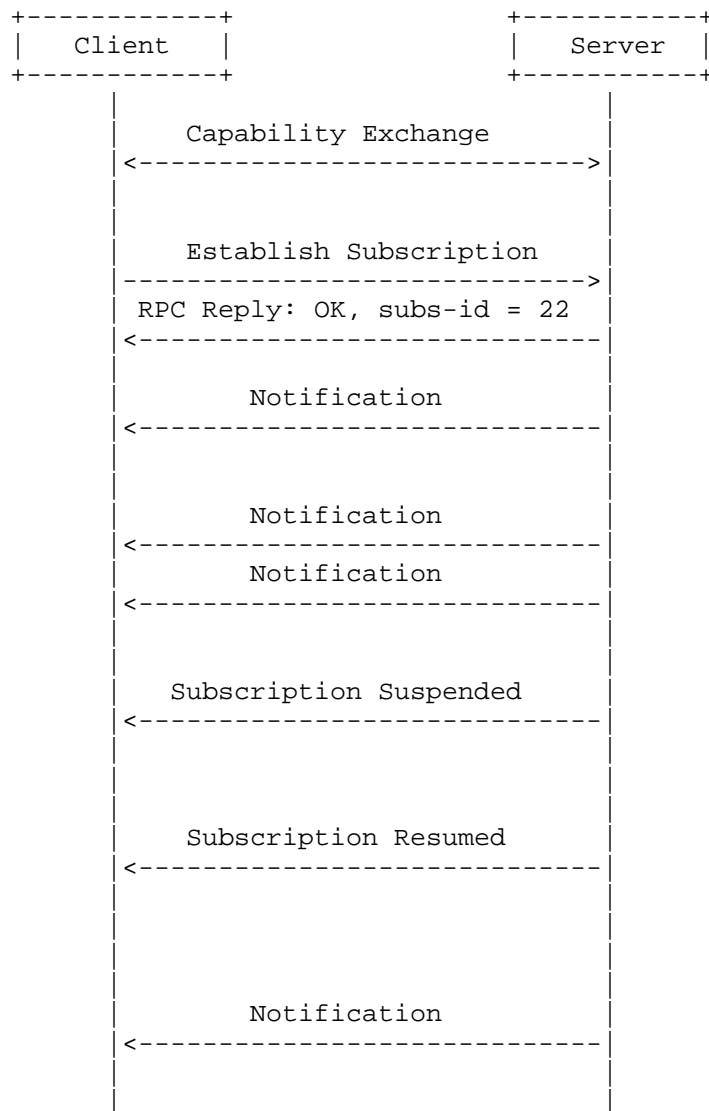 Client Server
Capability Exchange
Establish Subscription
RPC Reply: OK, subs-id = 22
Notification
Notification
Notification
Subscription Suspended
Subscription Resumed
Notification